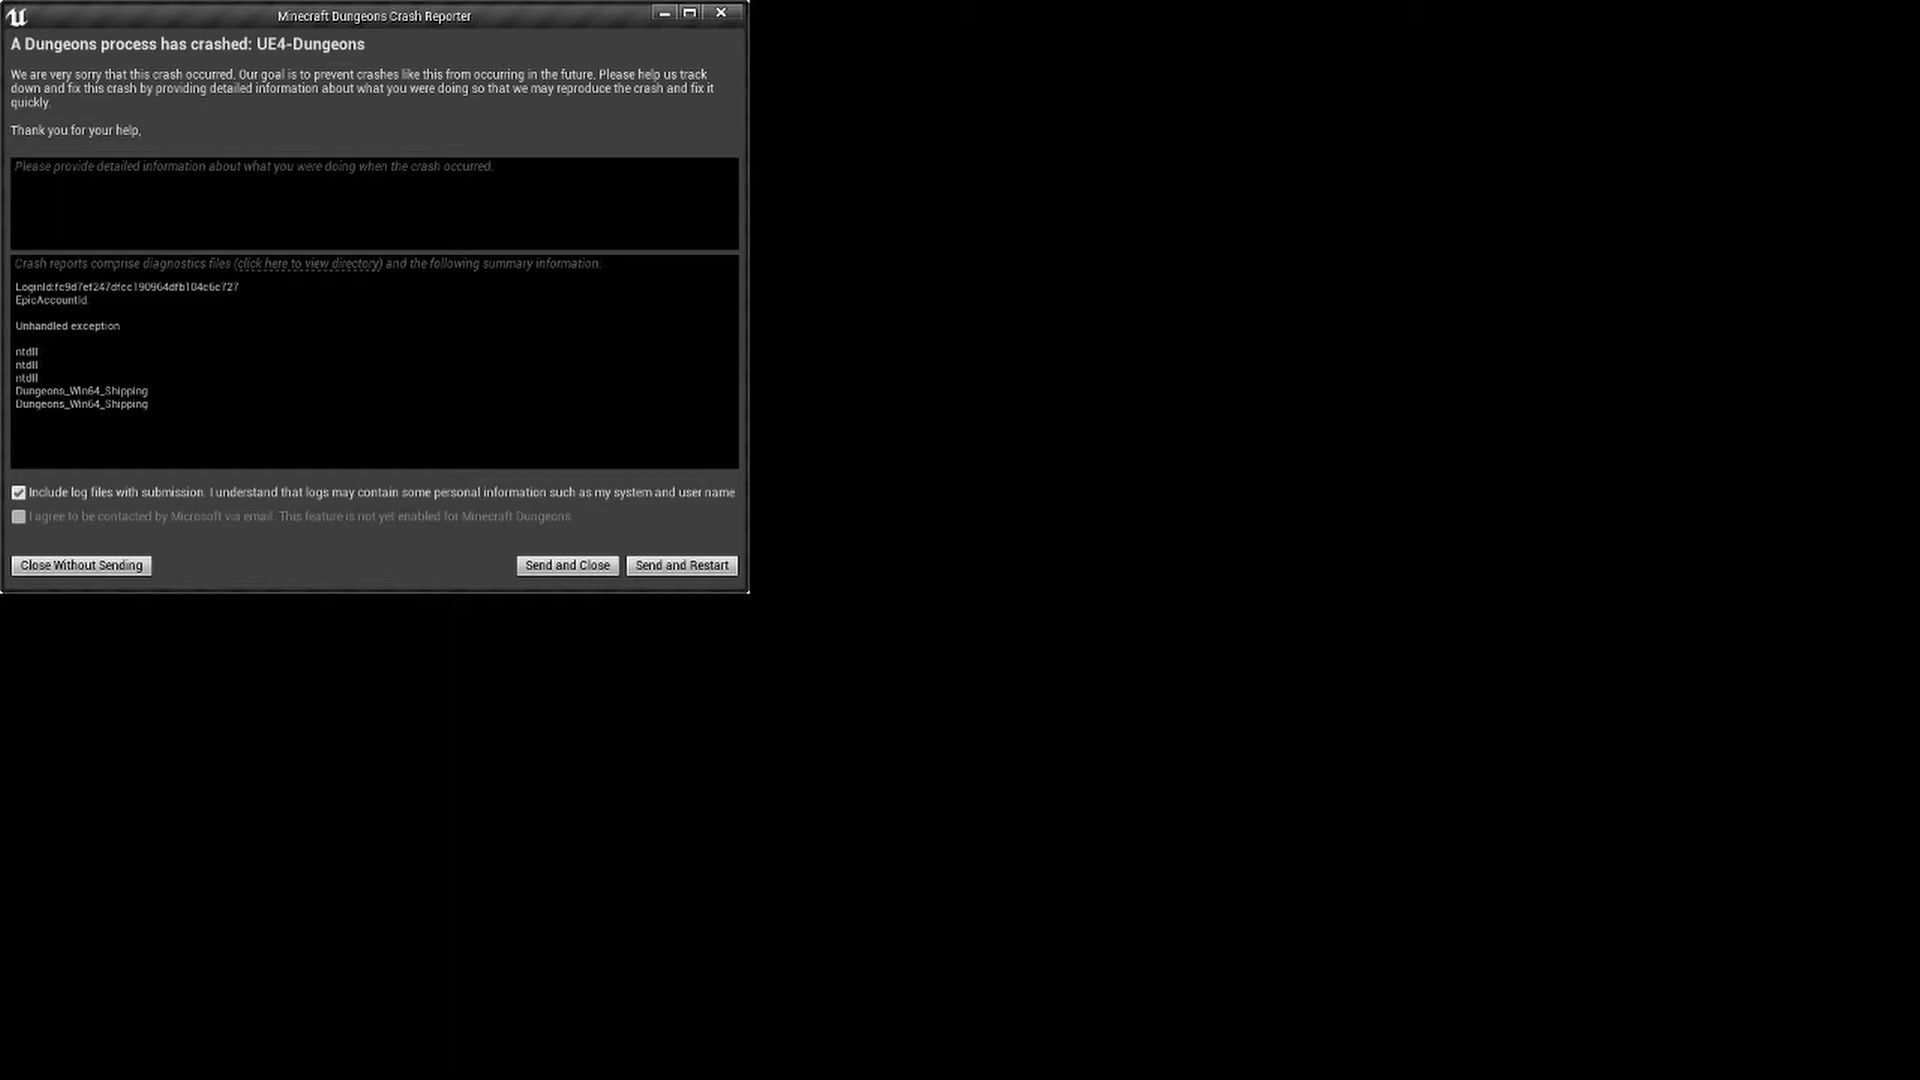 Minecraft Dungeons Crash Reporter
A Dungeons process has crashed: UE4-Dungeons
We are very sorry that this crash occurred. Our goal is to prevent crashes like this from occurring in the future. Please help us track
down and fix this crash by providing detailed information about what you were doing so that we may reproduce the crash and fix it
quickly.
Thank you for your help,
Please provide detailed information about what you were doing when the crash occurred.
Crash reports comprise diagnostics files (click here to view directory) and the following summary information.
LoginId:fc9d7ef247dfcc190964dfb104c6c727
EpicAccountId:
Unhandled exception
ntdll
ntdll
ntdll
Dungeons_Win64_Shipping
Dungeons_Win64_Shipping
Include log files with submission. I understand that logs may contain some personal information such as my system and user name
I agree to be contacted by Microsoft via email. This feature is not yet enabled for Minecraft Dungeons
Close Without Sending
Send and Close
Send and Restart